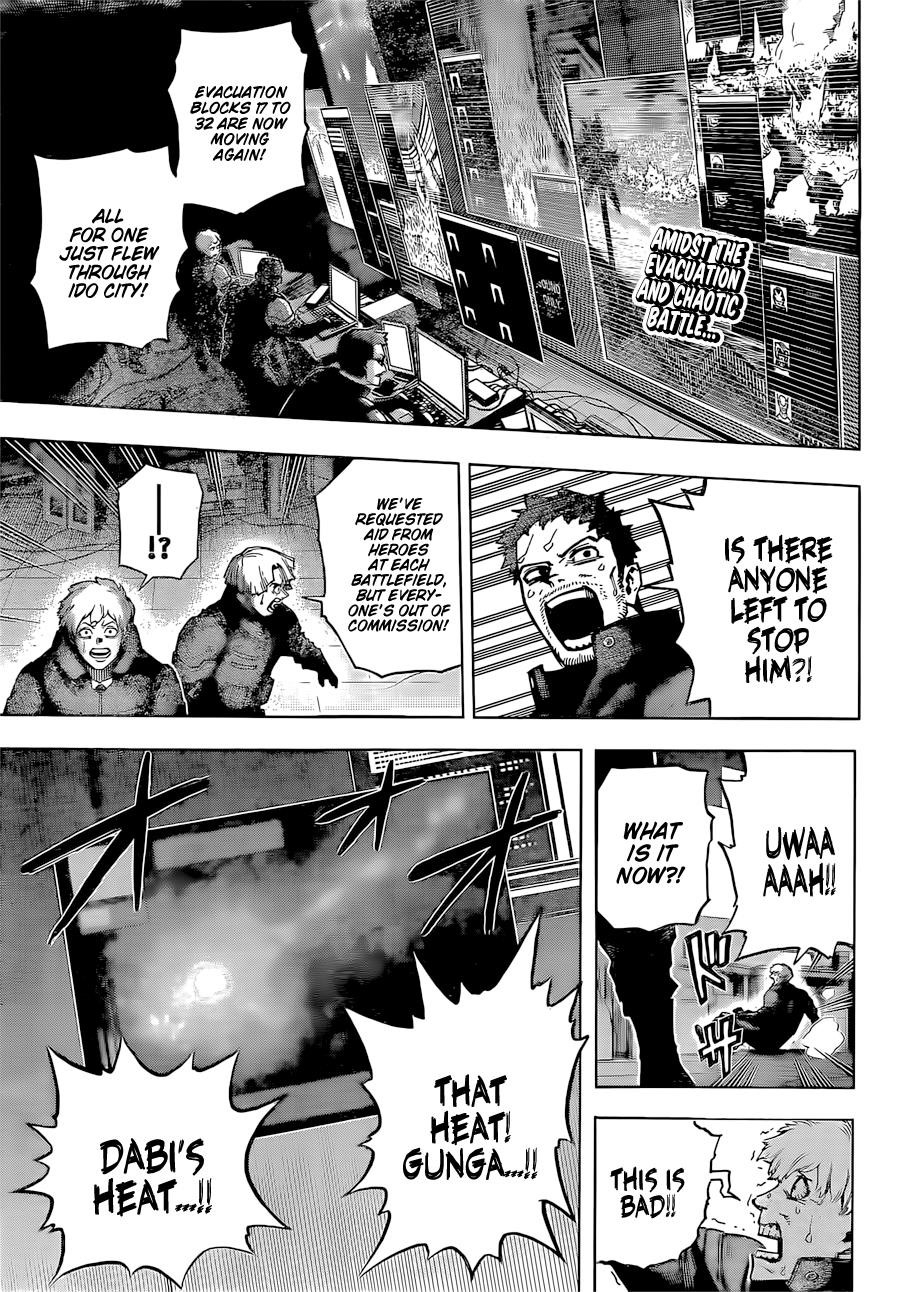 EVACUATION
BLOCKS 17 TO
32 ARE NOW
MOVING
AGAIN!
ALL
FOR ONE
JUST FLEW
THROUGH
IDO CITY!
AMIDST THE
EVACUATION
AND CHAOTIC
BATTLE...
IS THERE
ANYONE
LEFT TO
STOP
HIM?!
WE'VE
REQUESTED
AID FROM
HEROES
AT EACH
BATTLEFIELD,
BUT EVERY-
ONE'S OUT OF
COMMISSION!
—
!?
UWAA
AAAH!!
WHAT
IS IT
NOW?!
ドサ
THIS IS
BAD!!
THAT
HEAT!
GUNGA...!!
DABI'S
HEAT...!!